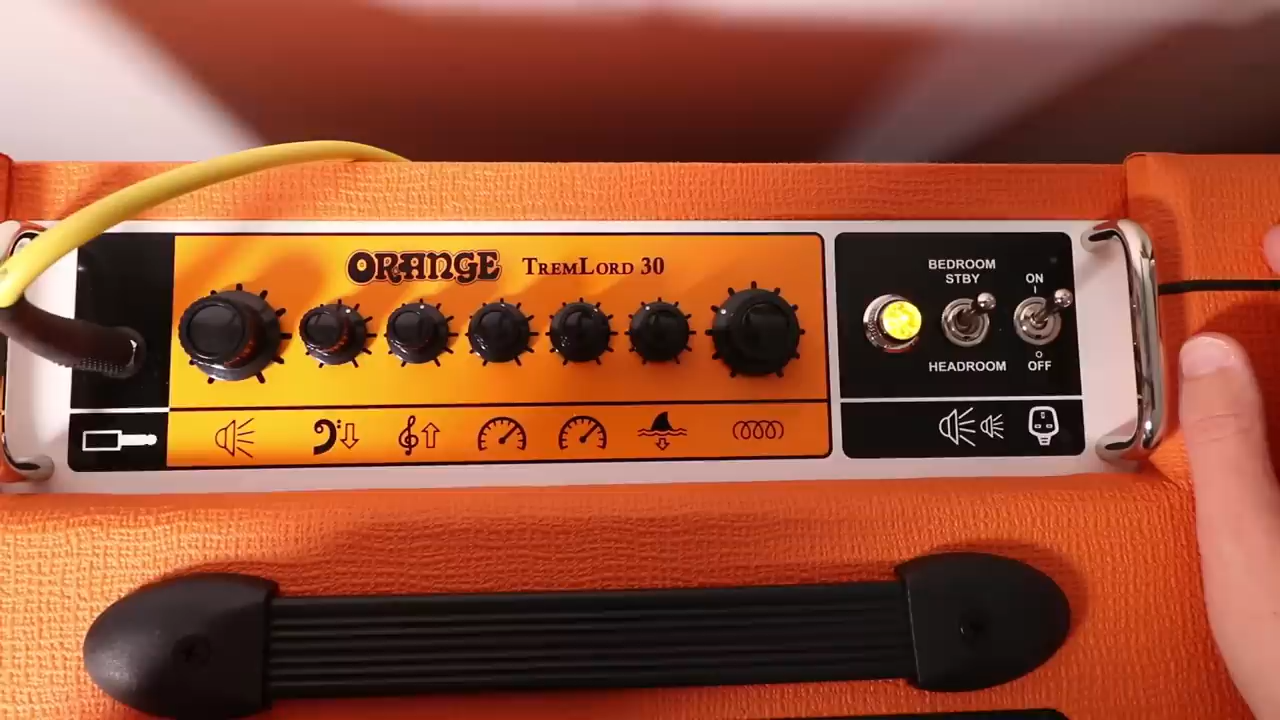 ORANGE TREMLORD 30
BEDROOM
STBY
HEADROOM
ON
I
O
OFF